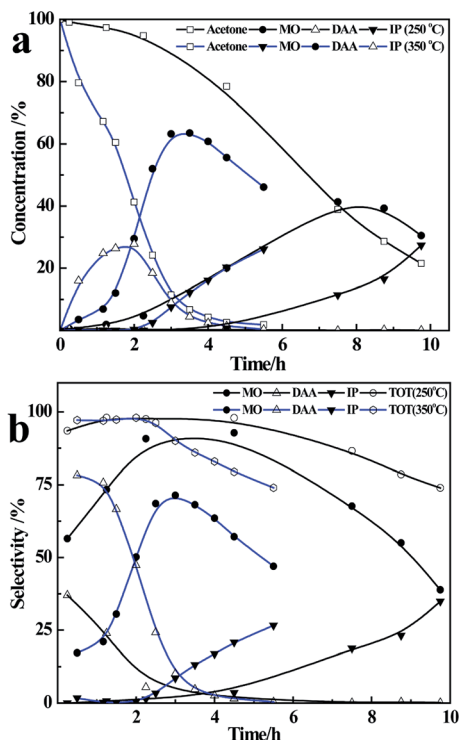 a
Acetone MO DAA IP (250 °C)
Acetone MO DAA IP (350 °C)
Concentration /%
100
80
60
40
20
0 2 4 6 8 10
Time/h
b
MO DAA IP TOT(250°C)
MO DAA IP TOT(350°C)
Selectivity /%
100
75
50
25
0
0 2 4 6 8 10
Time/h